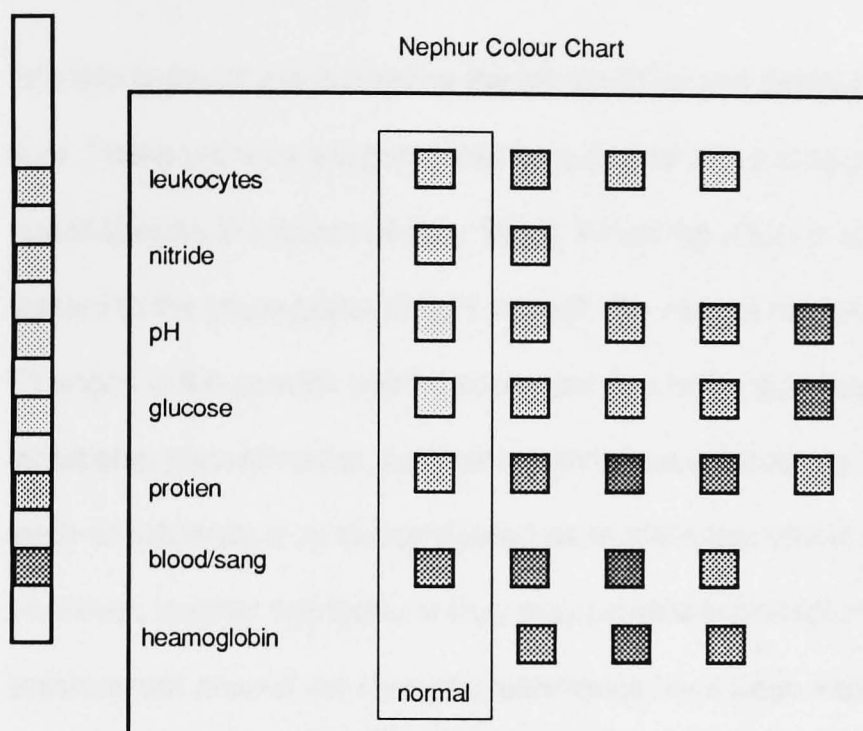 Nephur Colour Chart
leukocytes
nitride
pH
glucose
protien
blood/sang
heamoglobin
normal